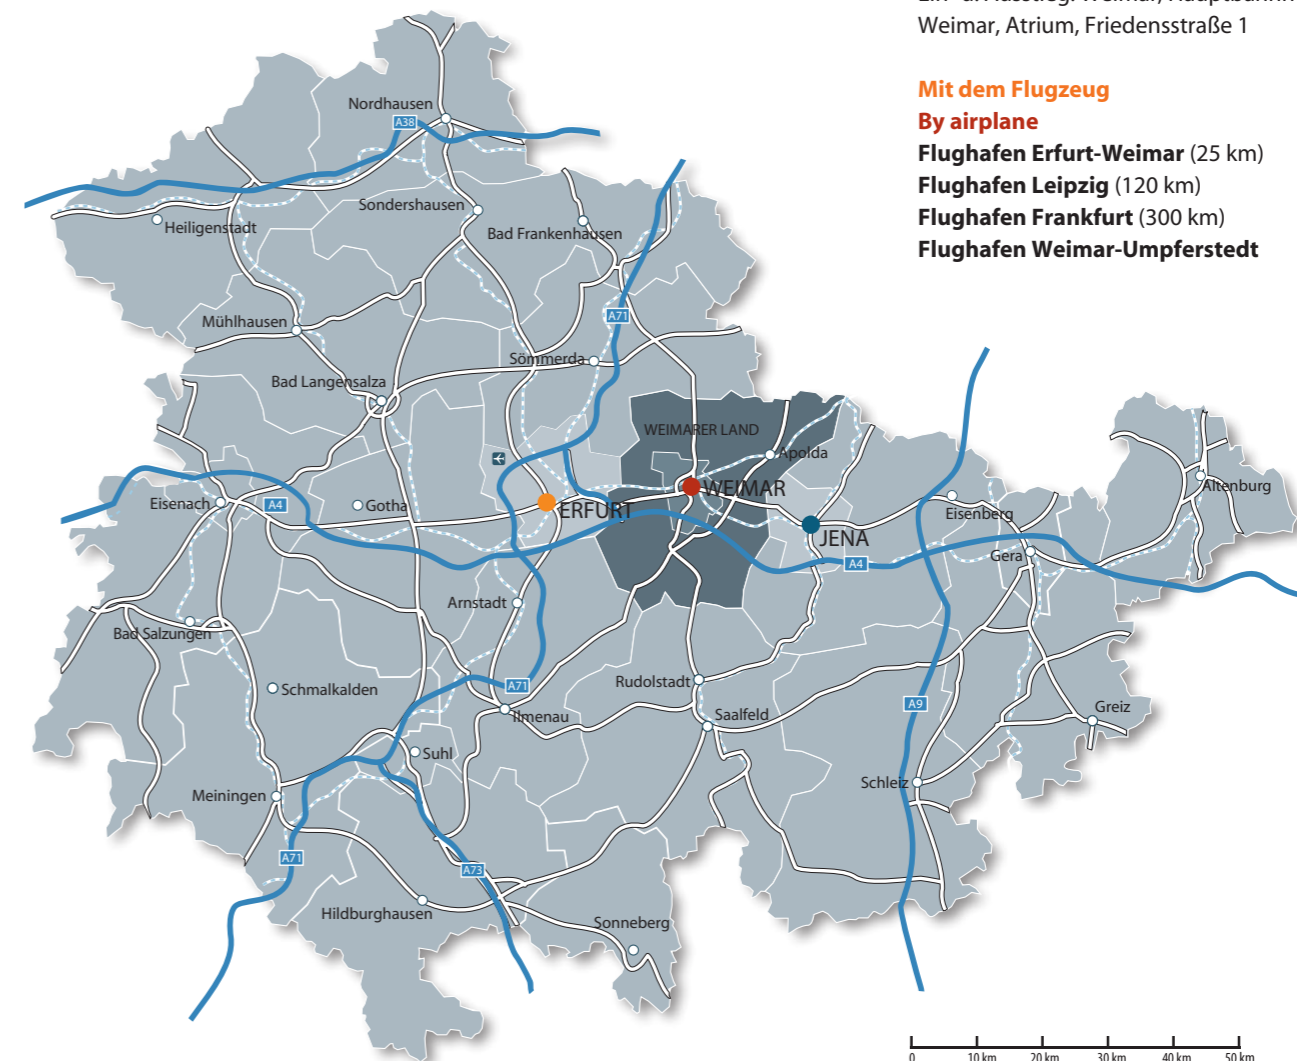 Weimar, Atrium, Friedensstraße 1
Mit dem Flugzeug
By airplane
Flughafen Erfurt-Weimar (25 km)
Flughafen Leipzig (120 km)
Flughafen Frankfurt (300 km)
Flughafen Weimar-Umpferstedt
Nordhausen
A38
Sondershausen
Heiligenstadt
Bad Frankenhausen
A71
Mühlhausen
Sömmerda
Bad Langensalza
WEIMARER LAND
Apolda
Eisenach
A4
Gotha
ERFURT
WEIMAR
JENA
Eisenberg
Altenburg
Gera
A4
Arnstadt
Bad Salzungen
Schmalkalden
A71
Ilmenau
Rudolstadt
Saalfeld
A9
Greiz
Suhl
Schleiz
Meiningen
A71
A73
Hildburghausen
Sonneberg
0 10 km 20 km 30 km 40 km 50 km